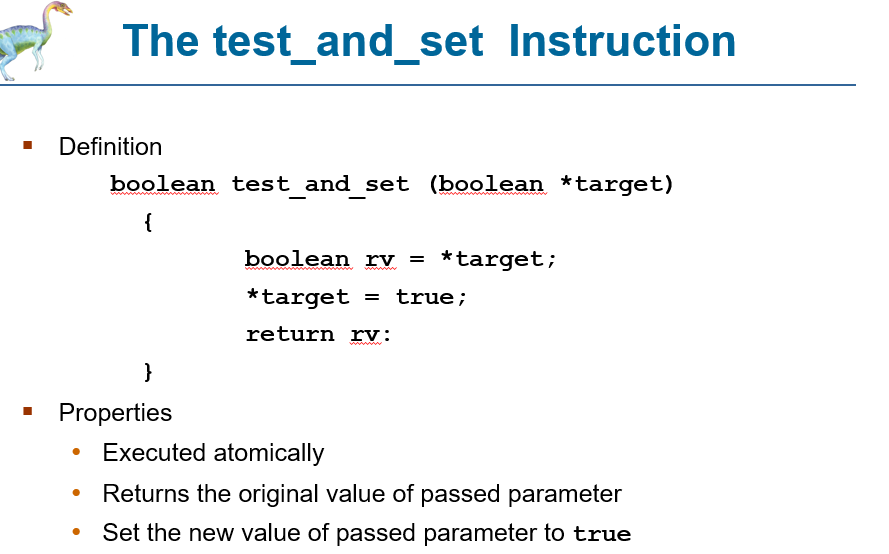 The test_and_set Instruction
Definition
boolean test_and_set (boolean *target)
{
boolean rv = *target;
*target = true;
return rv:
}
Properties
Executed atomically
Returns the original value of passed parameter
Set the new value of passed parameter to true